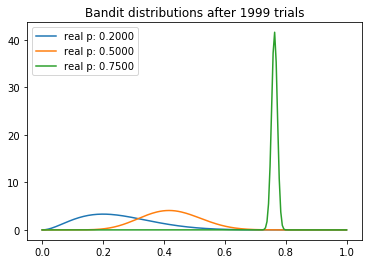 Bandit distributions after 1999 trials
real p: 0.2000
real p: 0.5000
real p: 0.7500
40
30
20
10
0
0.0 0.2 0.4 0.6 0.8 1.0